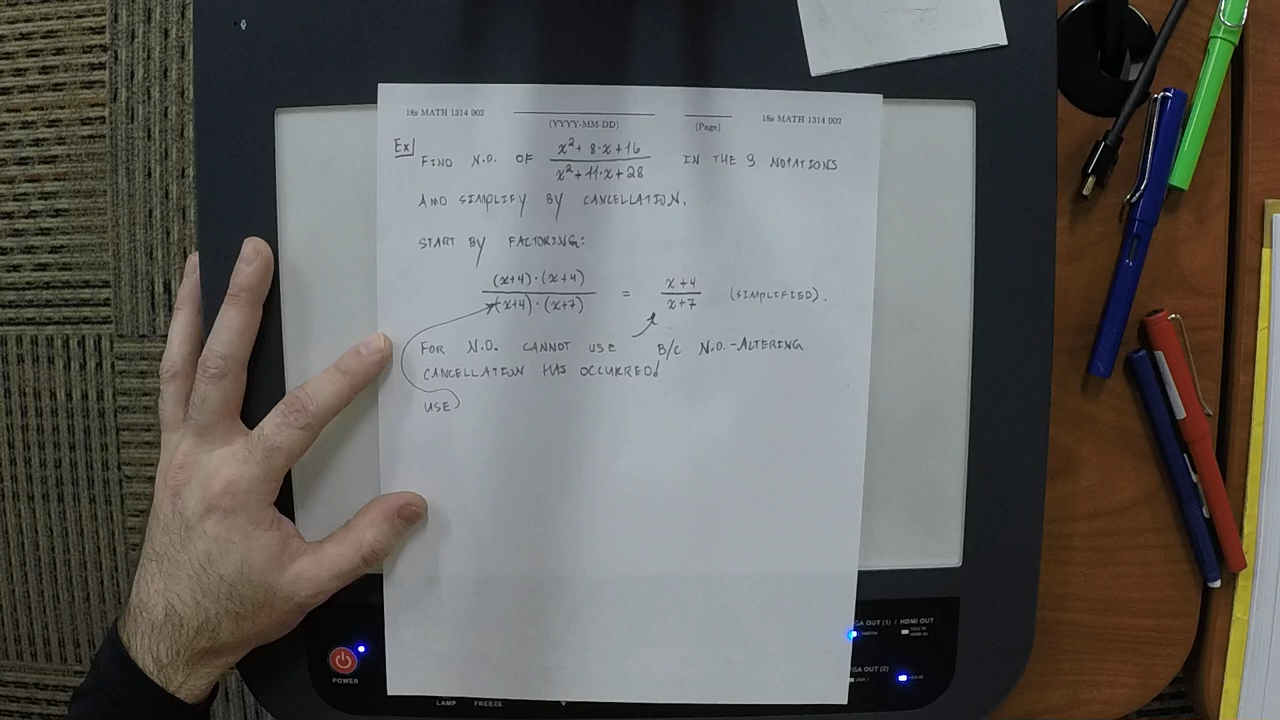 18s MATH 1314 002 (YYYY-MM-DD) (Page) 18s MATH 1314 002
Ex) FIND N.D. OF (x²+8·x+16)/(x²+11·x+28) IN THE 3 NOTATIONS
AND SIMPLIFY BY CANCELLATION.
START BY FACTORING:
((x+4)·(x+4))/((x+4)·(x+7)) = (x+4)/(x+7) (SIMPLIFIED).
FOR N.D. CANNOT USE B/C N.D.-ALTERING
CANCELLATION HAS OCCURRED!
USE
POWER
LAMP FREEZE
GA OUT (1) / HDMI OUT
GA OUT (2)